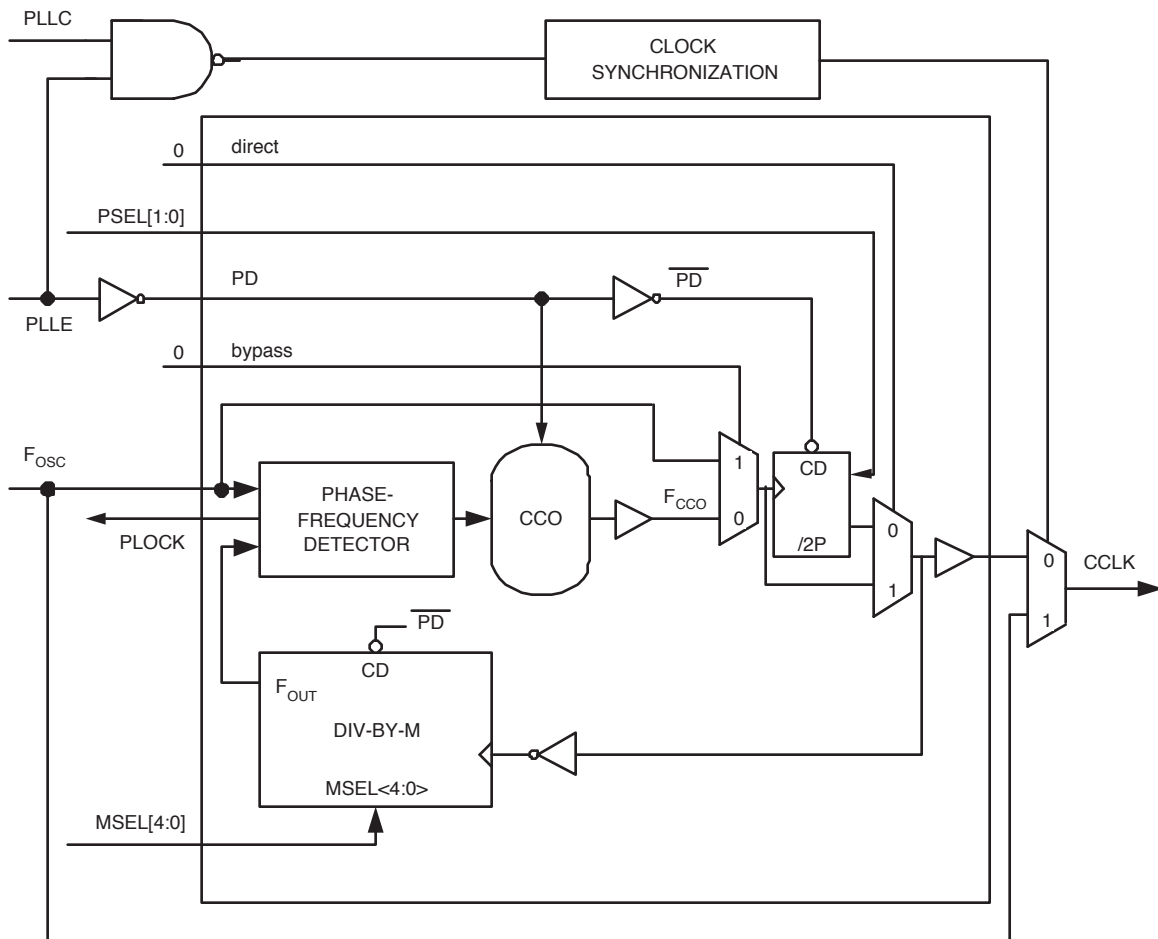 PLLC
CLOCK
SYNCHRONIZATION
0 direct
PSEL[1:0]
PD
PD
PLLE
0 bypass
FOSC
1
CD
PHASE-
FREQUENCY
DETECTOR
CCO
FCCO
0
0
PLOCK
/2P
0
CCLK
1
1
PD
CD
FOUT
DIV-BY-M
MSEL<4:0>
MSEL[4:0]